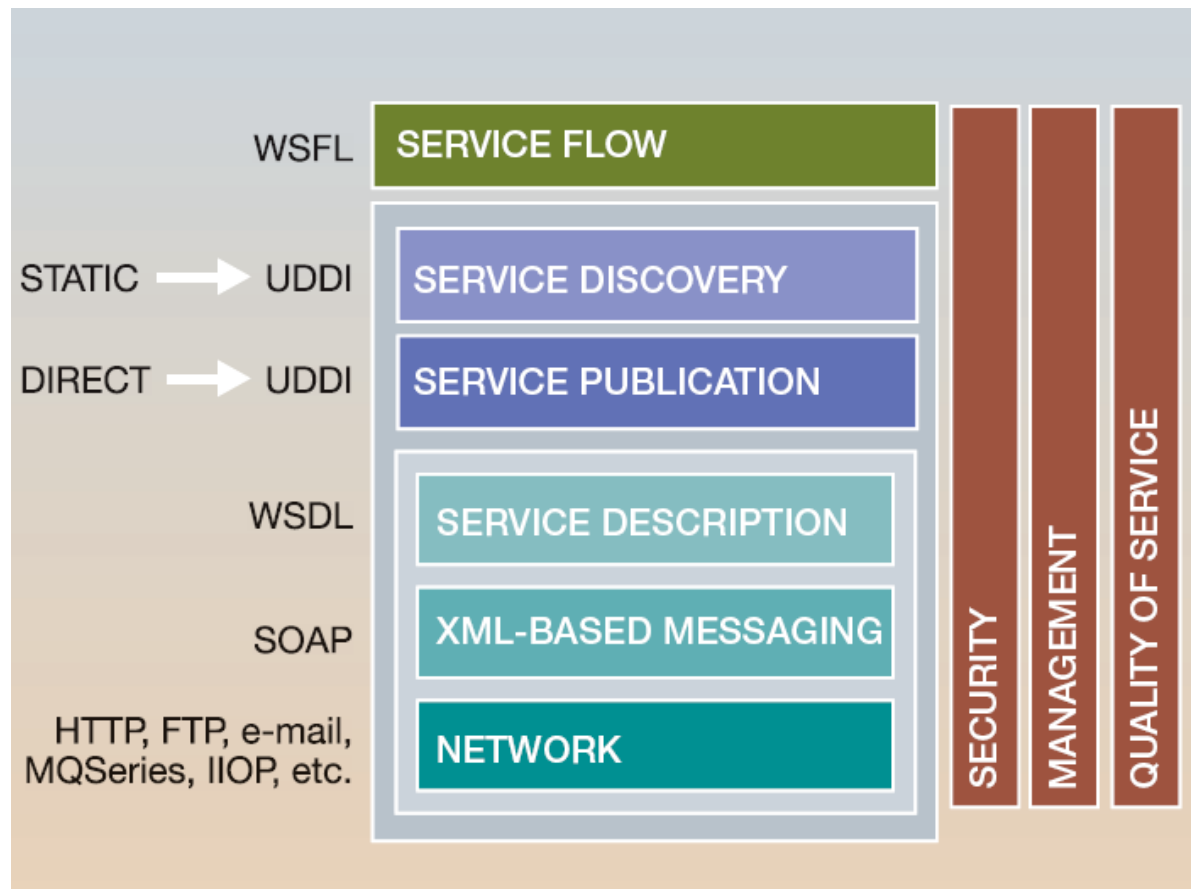 WSFL SERVICE FLOW
STATIC UDDI SERVICE DISCOVERY
DIRECT UDDI SERVICE PUBLICATION
WSDL SERVICE DESCRIPTION
SOAP XML-BASED MESSAGING
HTTP, FTP, e-mail,
MQSeries, IIOP, etc.
NETWORK
SECURITY
MANAGEMENT
QUALITY OF SERVICE